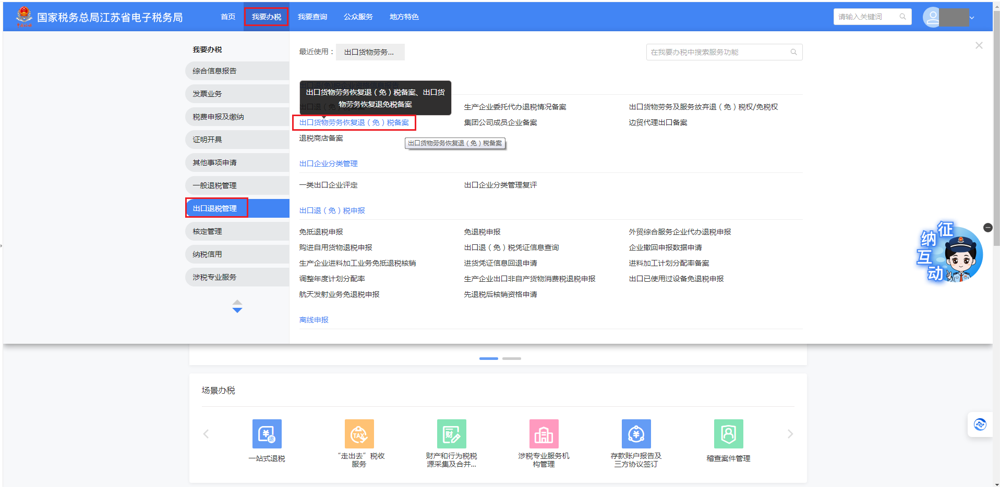 国家税务总局江苏省电子税务局
首页
我要办税
我要查询
公众服务
地方特色
请输入关键词
我要办税
综合信息报告
发票业务
税费申报及缴纳
证明开具
其他事项申请
一般退税管理
出口退税管理
核定管理
纳税信用
涉税专业服务
最近使用：
出口货物劳务...
在我要办税中搜索服务功能
出口退(免)税企业资格信息报告
出口货物劳务恢复退（免）税备案、出口货
物劳务恢复退免税备案
生产企业委托代办退税情况备案
出口货物劳务及服务放弃退（免）税权/免税权
出口货物劳务恢复退（免）税备案
集团公司成员企业备案
边贸代理出口备案
退税商店备案
出口货物劳务恢复退（免）税备案
出口企业分类管理
一类出口企业评定
出口企业分类管理复评
出口退（免）税申报
免抵退税申报
免退税申报
外贸综合服务企业代办退税申报
购进自用货物退税申报
出口退（免）税凭证信息查询
企业撤回申报数据申请
生产企业进料加工业务免抵退税核销
进货凭证信息回退申请
进料加工计划分配率备案
调整年度计划分配率
生产企业出口非自产货物消费税退税申报
出口已使用过设备免退税申报
航天发射业务免退税申报
先退税后核销资格申请
离线申报
征纳互动
场景办税
退
TAX
财
一站式退税
“走出去”税收
服务
财产和行为税税
源采集及合并...
涉税专业服务机
构管理
存款账户报告及
三方协议签订
稽查案件管理